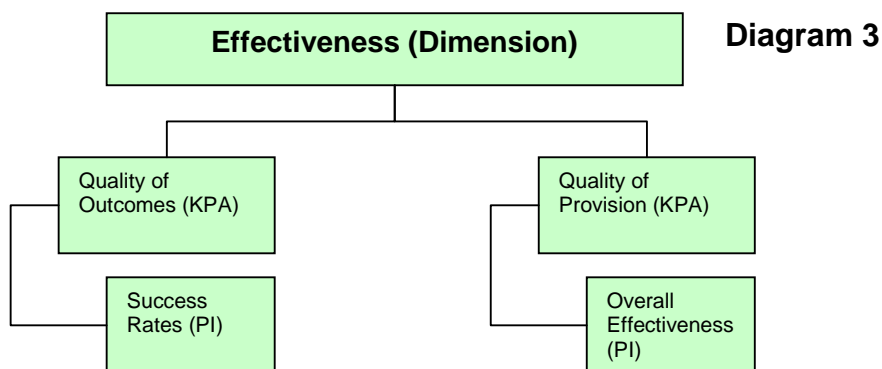 Effectiveness (Dimension)
Diagram 3
Quality of
Outcomes (KPA)
Quality of
Provision (KPA)
Success
Rates (PI)
Overall
Effectiveness
(PI)